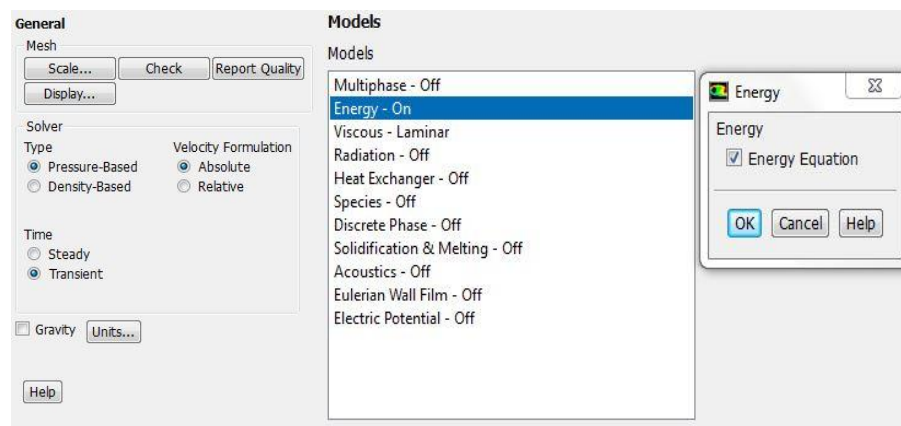 General
Mesh
Scale... Check Report Quality
Display...
Solver
Type Velocity Formulation
Pressure-Based Absolute
Density-Based Relative
Time
Steady
Transient
Gravity Units...
Help
Models
Models
Multiphase - Off
Energy - On
Viscous - Laminar
Radiation - Off
Heat Exchanger - Off
Species - Off
Discrete Phase - Off
Solidification & Melting - Off
Acoustics - Off
Eulerian Wall Film - Off
Electric Potential - Off
Energy
Energy
Energy Equation
OK Cancel Help